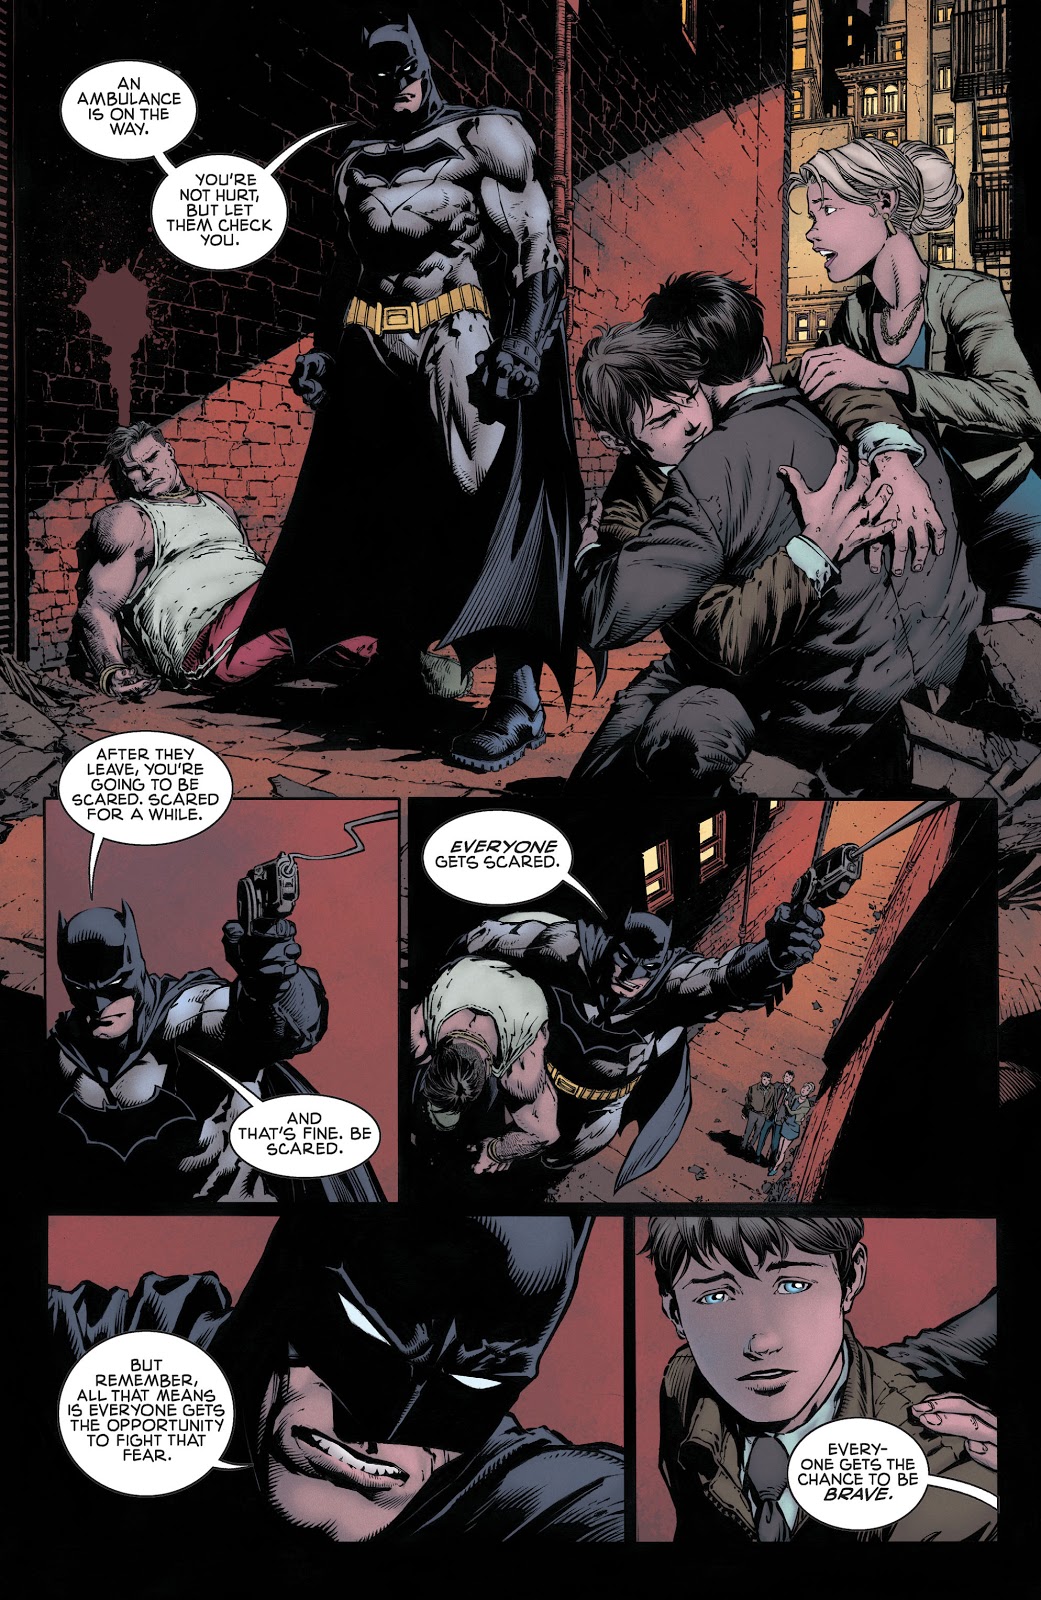 AN
AMBULANCE
IS ON THE
WAY.
YOU'RE
NOT HURT,
BUT LET
THEM CHECK
YOU.
AFTER THEY
LEAVE, YOU'RE
GOING TO BE
SCARED. SCARED
FOR A WHILE.
AND
THAT'S FINE. BE
SCARED.
EVERYONE
GETS SCARED.
BUT
REMEMBER,
ALL THAT MEANS
IS EVERYONE GETS
THE OPPORTUNITY
TO FIGHT THAT
FEAR.
EVERY-
ONE GETS THE
CHANCE TO BE
BRAVE.